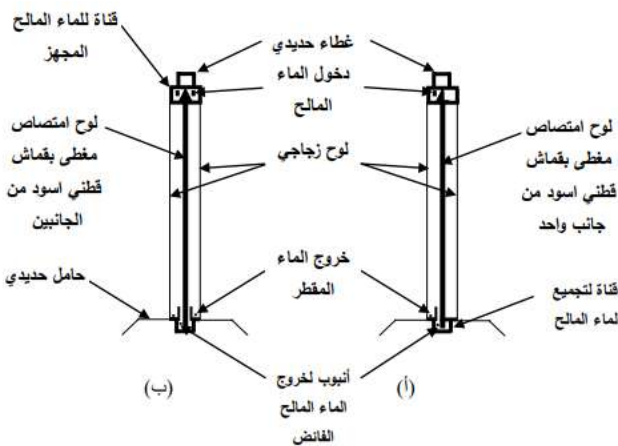 قناة للماء المالح
المجهز
غطاء حديدي
دخول الماء
المالح
لوح امتصاص
مغطى بقماش
قطني اسود من
الجانبين
لوح زجاجي
لوح امتصاص
مغطى بقماش
قطني اسود من
جانب واحد
حامل حديدي
خروج الماء
المقطر
قناة لتجميع
لماء المالح
(ب)
أنبوب لخروج
الماء المالح
الفائض
(أ)